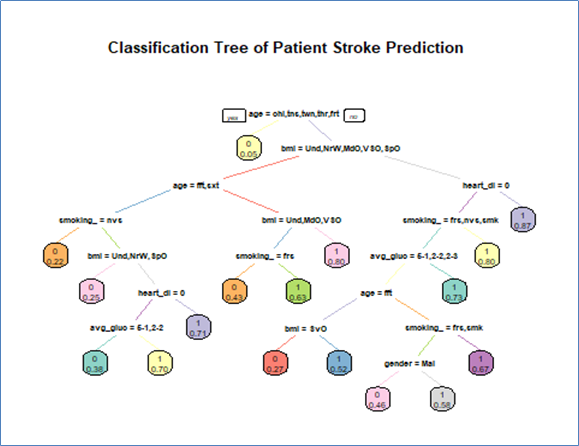 Classification Tree of Patient Stroke Prediction
yes age = chl,tns,twn,thr,frt no
0
0.05
bmi = Und,NrW,MdO,VSO,SpO
age = fft,sxt
heart_di = 0
smoking_ = nvs
bmi = Und,MdO,VSO
smoking_ = frs,nvs,smk
1
0.87
0
0.22
bmi = Und,NrW,SpO
smoking_ = frs
1
0.80
avg_gluo = 5-1,2-2,2-3
1
0.80
0
0.25
heart_di = 0
0
0.43
1
0.63
age = fft
1
0.73
avg_gluo = 5-1,2-2
1
0.71
bmi = SvO
smoking_ = frs,smk
0
0.38
1
0.70
0
0.27
1
0.52
gender = Mal
1
0.67
0
0.46
1
0.58